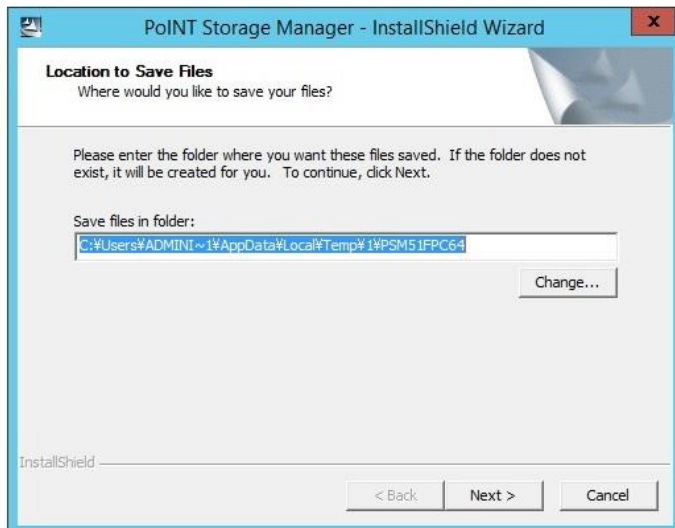 PoINT Storage Manager - InstallShield Wizard
x
Location to Save Files
Where would you like to save your files?
Please enter the folder where you want these files saved. If the folder does not
exist, it will be created for you. To continue, click Next.
Save files in folder:
C:¥Users¥ADMINI~1¥AppData¥Local¥Temp¥1¥PSM51FPC64
Change...
InstallShield
< Back Next > Cancel